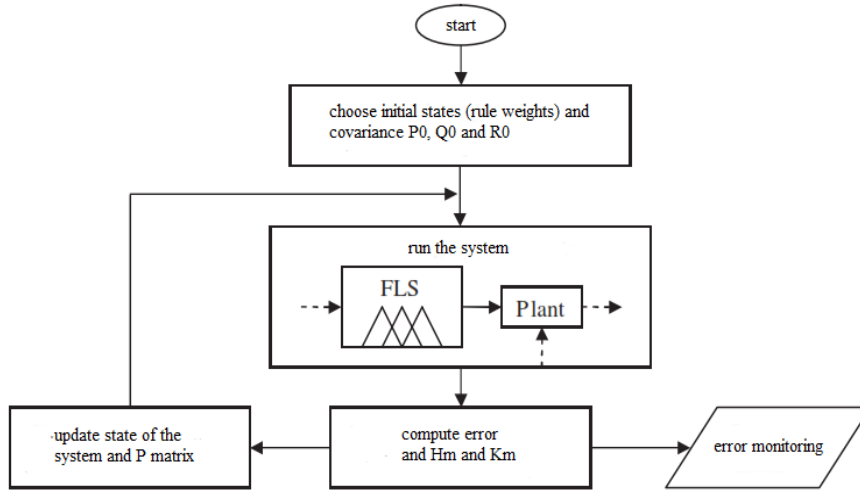 start
choose initial states (rule weights) and
covariance P0, Q0 and R0
run the system
FLS
Plant
update state of the
system and P matrix
compute error
and Hm and Km
error monitoring